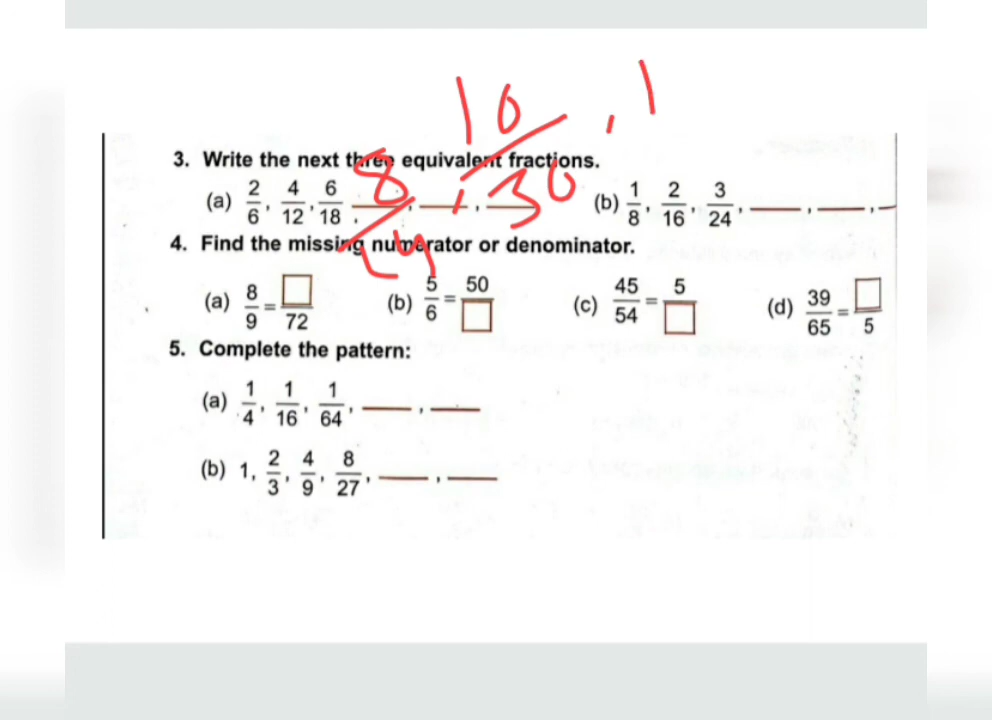 10/30, 1
3. Write the next three equivalent fractions.
(a) 2/6, 4/12, 6/18, 8/24, ___, ___ (b) 1/8, 2/16, 3/24, ___, ___, ___
4. Find the missing numerator or denominator.
(a) 8/9 = □/72 (b) 5/6 = 50/□ (c) 45/54 = 5/□ (d) 39/65 = □/5
5. Complete the pattern:
(a) 1/4, 1/16, 1/64, ___, ___
(b) 1, 2/3, 4/9, 8/27, ___, ___